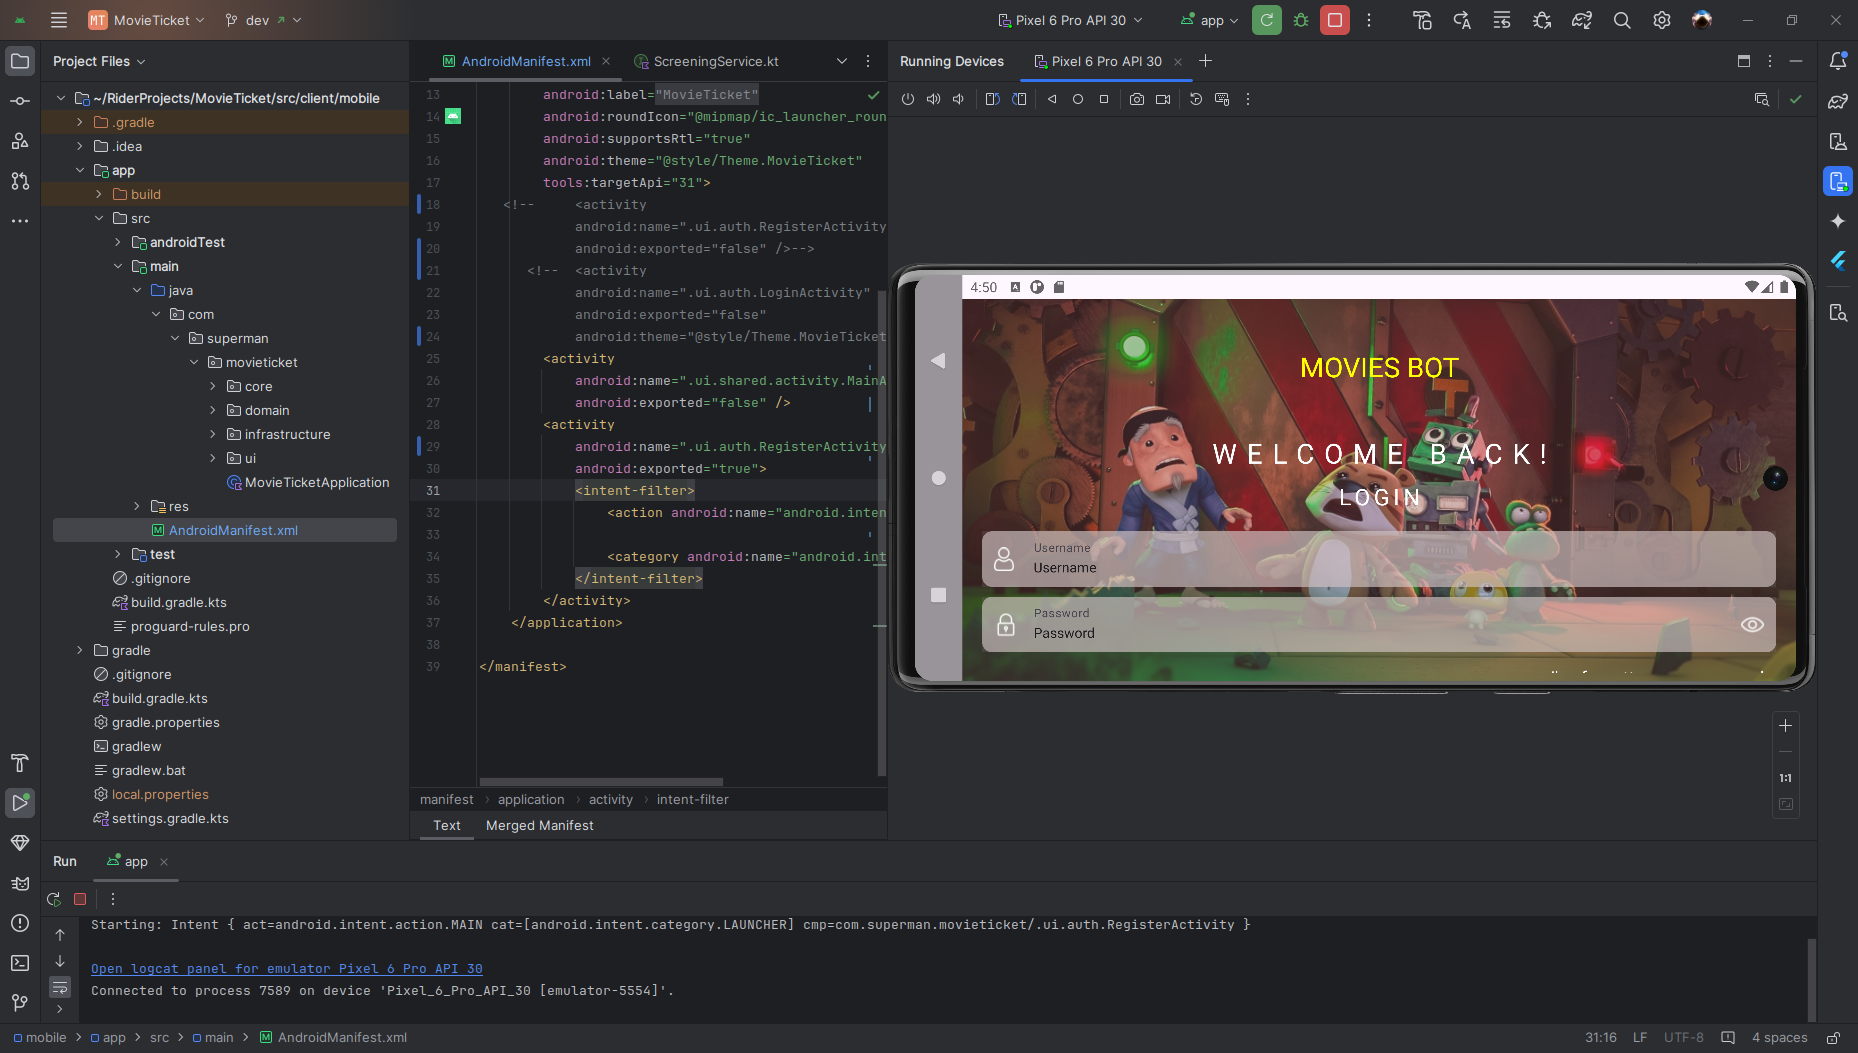 MT MovieTicket dev
Pixel 6 Pro API 30 app
Project Files
~/RiderProjects/MovieTicket/src/client/mobile
.gradle
.idea
app
build
src
androidTest
main
java
com
superman
movieticket
core
domain
infrastructure
ui
MovieTicketApplication
res
AndroidManifest.xml
test
.gitignore
build.gradle.kts
proguard-rules.pro
gradle
.gitignore
build.gradle.kts
gradle.properties
gradlew
gradlew.bat
local.properties
settings.gradle.kts
AndroidManifest.xml ScreeningService.kt
13 android:label="MovieTicket"
14 android:roundIcon="@mipmap/ic_launcher_roun
15 android:supportsRtl="true"
16 android:theme="@style/Theme.MovieTicket"
17 tools:targetApi="31">
18 <!-- <activity
19 android:name=".ui.auth.RegisterActivity
20 android:exported="false" />-->
21 <!-- <activity
22 android:name=".ui.auth.LoginActivity"
23 android:exported="false"
24 android:theme="@style/Theme.MovieTicket
25 <activity
26 android:name=".ui.shared.activity.MainA
27 android:exported="false" />
28 <activity
29 android:name=".ui.auth.RegisterActivity
30 android:exported="true">
31 <intent-filter>
32 <action android:name="android.inten
33
34 <category android:name="android.int
35 </intent-filter>
36 </activity>
37 </application>
38
39 </manifest>
manifest application activity intent-filter
Text Merged Manifest
Running Devices Pixel 6 Pro API 30
4:50
MOVIES BOT
WELCOME BACK!
LOGIN
Username
Username
Password
Password
1:1
Run app
Starting: Intent { act=android.intent.action.MAIN cat=[android.intent.category.LAUNCHER] cmp=com.superman.movieticket/.ui.auth.RegisterActivity }
Open logcat panel for emulator Pixel 6 Pro API 30
Connected to process 7589 on device 'Pixel_6_Pro_API_30 [emulator-5554]'.
mobile app src main AndroidManifest.xml
31:16 LF UTF-8 4 spaces